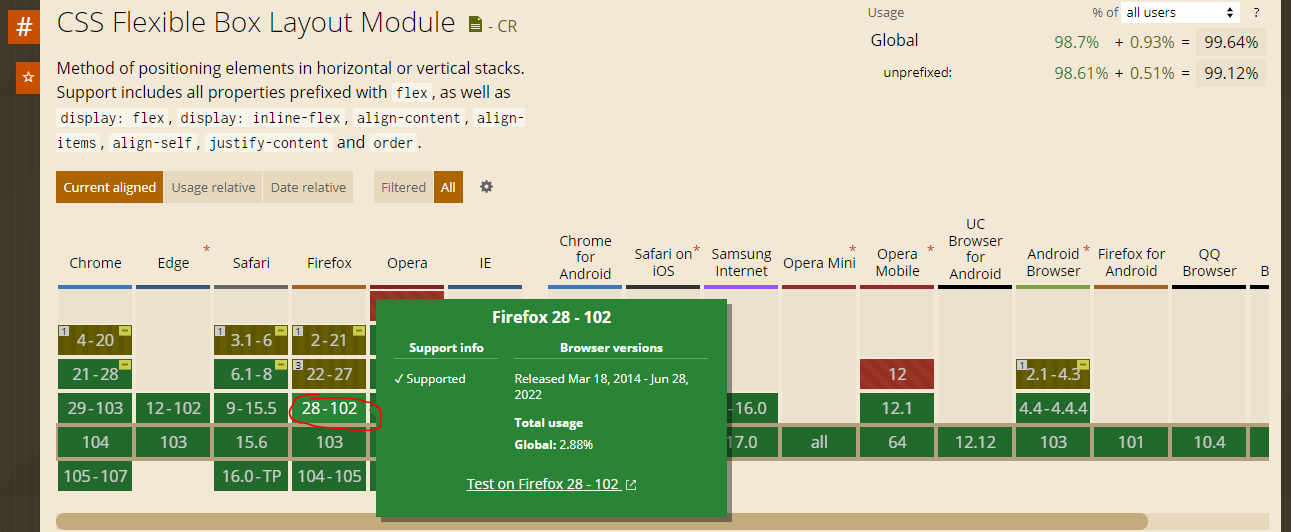 # CSS Flexible Box Layout Module - CR
Usage % of all users ?
Global 98.7% + 0.93% = 99.64%
unprefixed: 98.61% + 0.51% = 99.12%
Method of positioning elements in horizontal or vertical stacks.
Support includes all properties prefixed with flex, as well as
display: flex, display: inline-flex, align-content, align-
items, align-self, justify-content and order.
Current aligned Usage relative Date relative Filtered All
Chrome Edge * Safari Firefox Opera IE Chrome for Android Safari on iOS * Samsung Internet Opera Mini * Opera Mobile * UC Browser for Android Android Browser * Firefox for Android QQ Browser B
1 4-20 1 3.1-6 1 2-21
21-28 6.1-8 3 22-27 12 1 2.1-4.3
29-103 12-102 9-15.5 28-102 -16.0 12.1 4.4-4.4.4
104 103 15.6 103 17.0 all 64 12.12 103 101 10.4
105-107 16.0-TP 104-105
Firefox 28 - 102
Support info Browser versions
✓ Supported Released Mar 18, 2014 - Jun 28,
2022
Total usage
Global: 2.88%
Test on Firefox 28 - 102